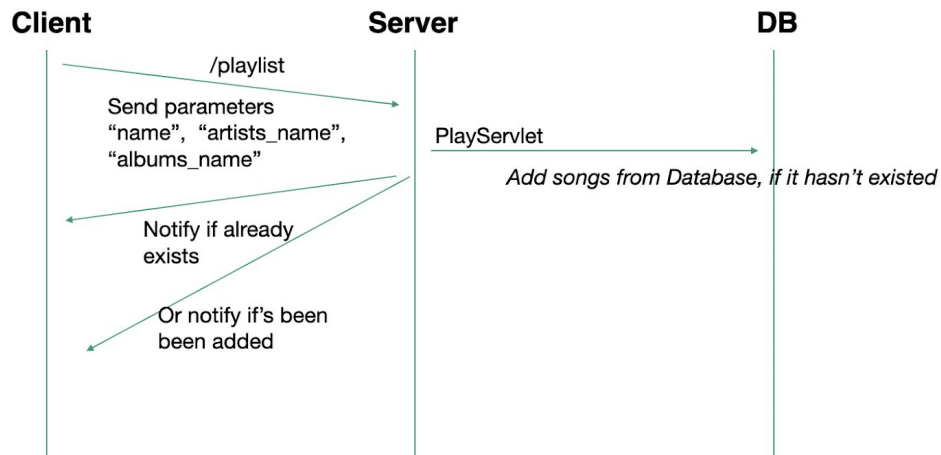 Client
Server
DB
/playlist
Send parameters
“name”, “artists_name”,
“albums_name”
PlayServlet
Add songs from Database, if it hasn’t existed
Notify if already
exists
Or notify if’s been
been added